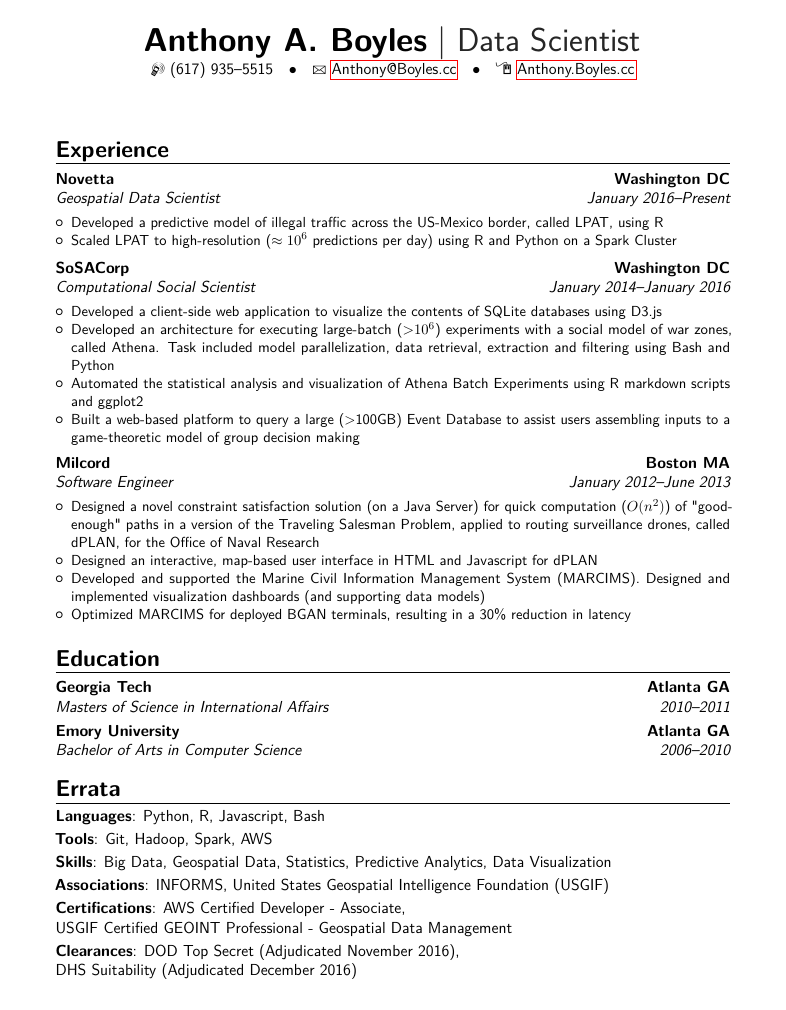 Anthony A. Boyles | Data Scientist
(617) 935–5515 • Anthony@Boyles.cc • Anthony.Boyles.cc
Experience
Novetta Washington DC
Geospatial Data Scientist January 2016–Present
Developed a predictive model of illegal traffic across the US-Mexico border, called LPAT, using R
Scaled LPAT to high-resolution (≈ 10⁶ predictions per day) using R and Python on a Spark Cluster
SoSACorp Washington DC
Computational Social Scientist January 2014–January 2016
Developed a client-side web application to visualize the contents of SQLite databases using D3.js
Developed an architecture for executing large-batch (>10⁶) experiments with a social model of war zones,
called Athena. Task included model parallelization, data retrieval, extraction and filtering using Bash and
Python
Automated the statistical analysis and visualization of Athena Batch Experiments using R markdown scripts
and ggplot2
Built a web-based platform to query a large (>100GB) Event Database to assist users assembling inputs to a
game-theoretic model of group decision making
Milcord Boston MA
Software Engineer January 2012–June 2013
Designed a novel constraint satisfaction solution (on a Java Server) for quick computation (O(n²)) of "good-
enough" paths in a version of the Traveling Salesman Problem, applied to routing surveillance drones, called
dPLAN, for the Office of Naval Research
Designed an interactive, map-based user interface in HTML and Javascript for dPLAN
Developed and supported the Marine Civil Information Management System (MARCIMS). Designed and
implemented visualization dashboards (and supporting data models)
Optimized MARCIMS for deployed BGAN terminals, resulting in a 30% reduction in latency
Education
Georgia Tech Atlanta GA
Masters of Science in International Affairs 2010–2011
Emory University Atlanta GA
Bachelor of Arts in Computer Science 2006–2010
Errata
Languages: Python, R, Javascript, Bash
Tools: Git, Hadoop, Spark, AWS
Skills: Big Data, Geospatial Data, Statistics, Predictive Analytics, Data Visualization
Associations: INFORMS, United States Geospatial Intelligence Foundation (USGIF)
Certifications: AWS Certified Developer - Associate,
USGIF Certified GEOINT Professional - Geospatial Data Management
Clearances: DOD Top Secret (Adjudicated November 2016),
DHS Suitability (Adjudicated December 2016)